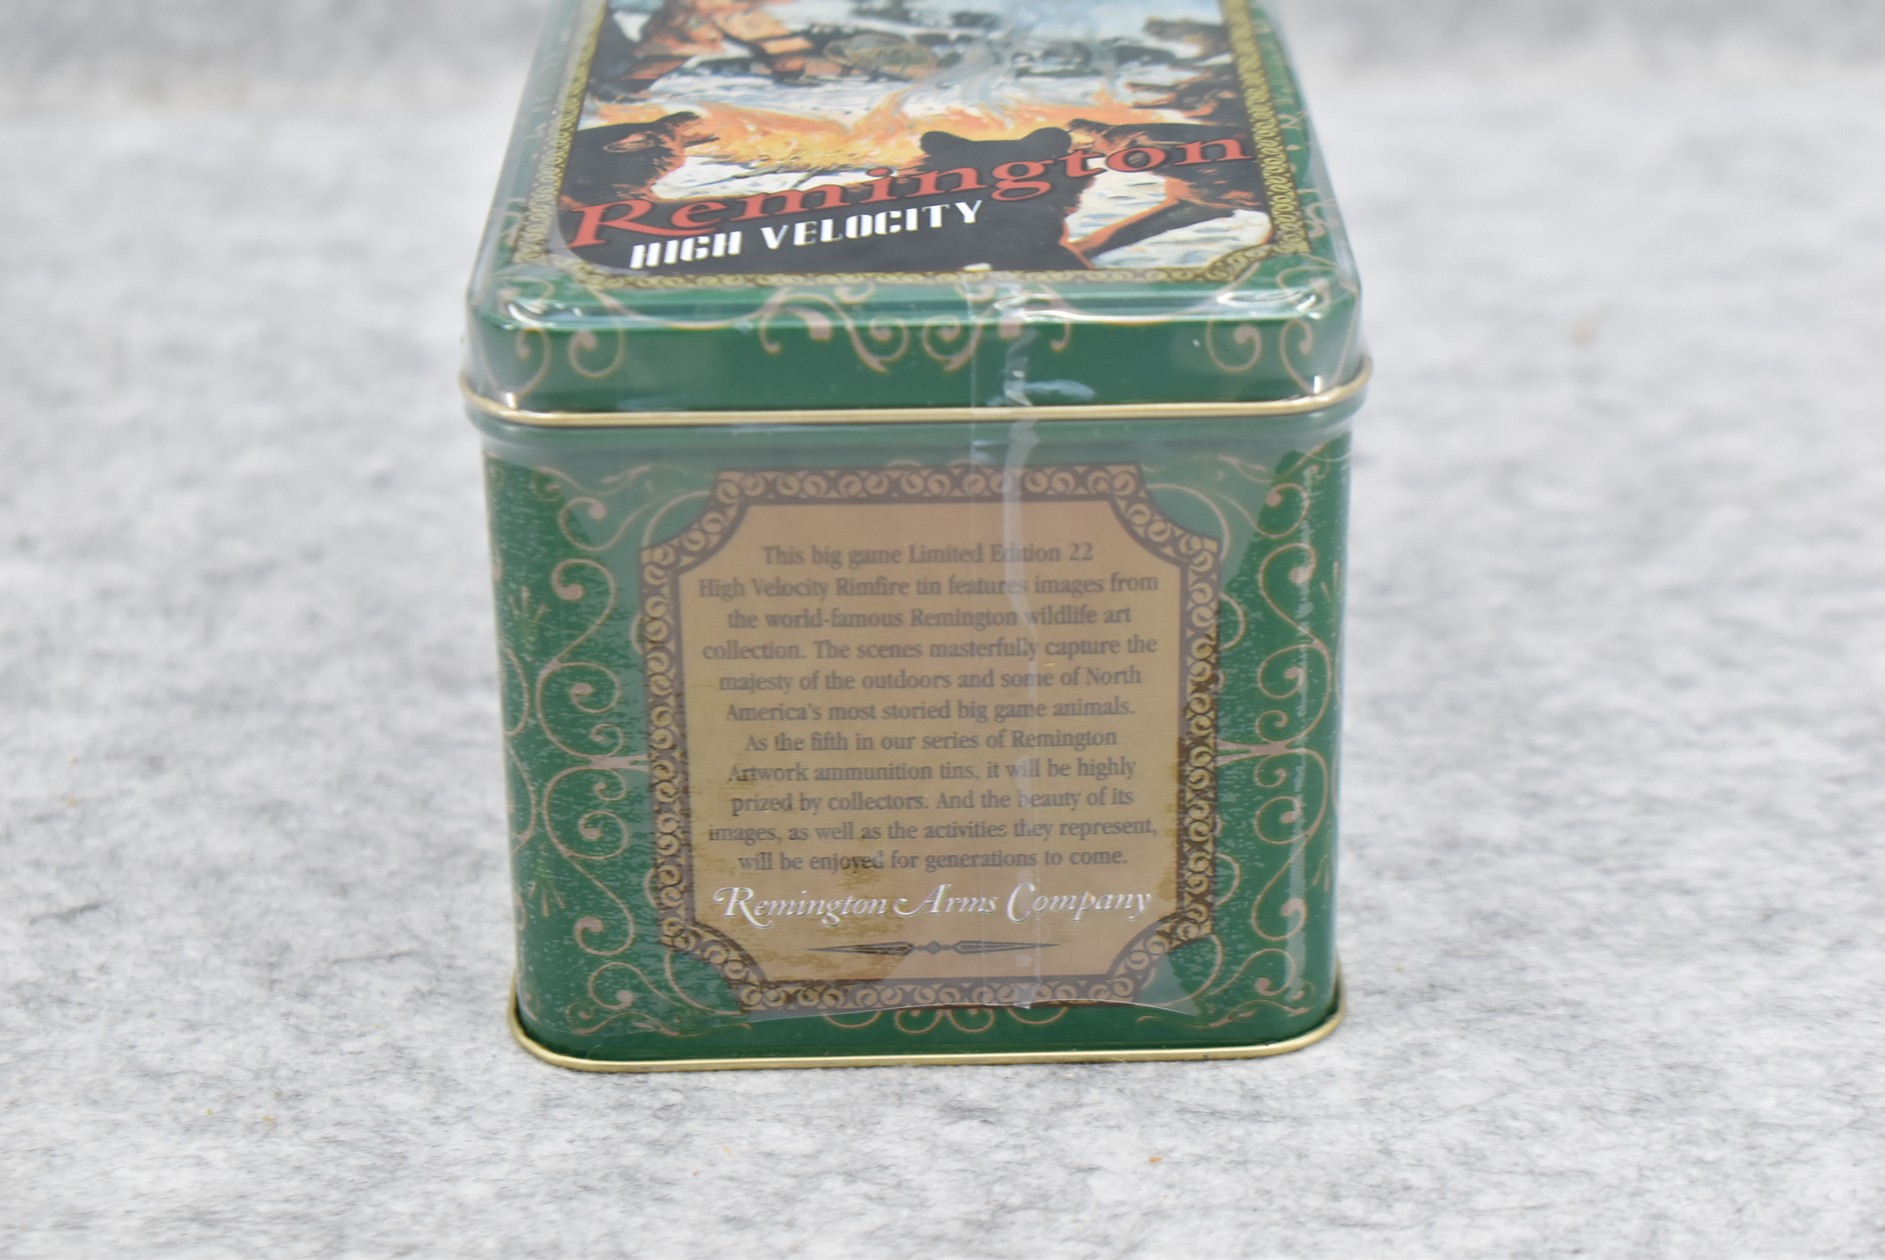 Remington
HIGH VELOCITY
This big game Limited Edition 22
High Velocity Rimfire tin features images from
the world-famous Remington wildlife art
collection. The scenes masterfully capture the
majesty of the outdoors and some of North
America's most storied big game animals.
As the fifth in our series of Remington
Artwork ammunition tins, it will be highly
prized by collectors. And the beauty of its
images, as well as the activities they represent,
will be enjoyed for generations to come.
Remington Arms Company